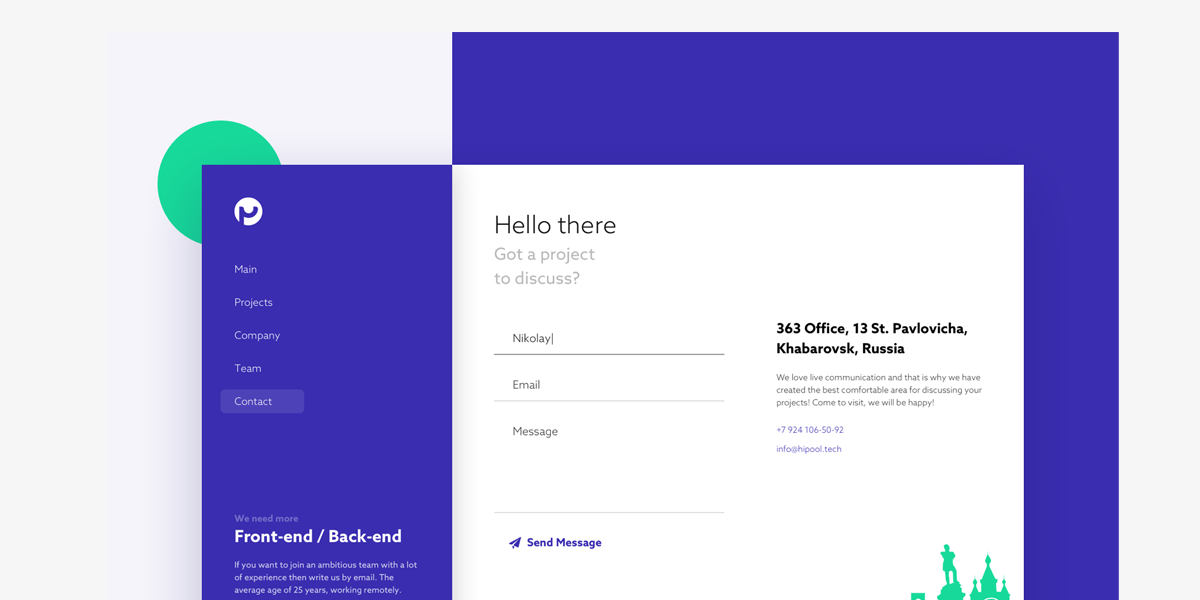 Main
Projects
Company
Team
Contact
We need more
Front-end / Back-end
If you want to join an ambitious team with a lot
of experience then write us by email. The
average age of 25 years, working remotely.
Hello there
Got a project
to discuss?
Nikolay
Email
Message
Send Message
363 Office, 13 St. Pavlovicha,
Khabarovsk, Russia
We love live communication and that is why we have
created the best comfortable area for discussing your
projects! Come to visit, we will be happy!
+7 924 106-50-92
info@hipool.tech